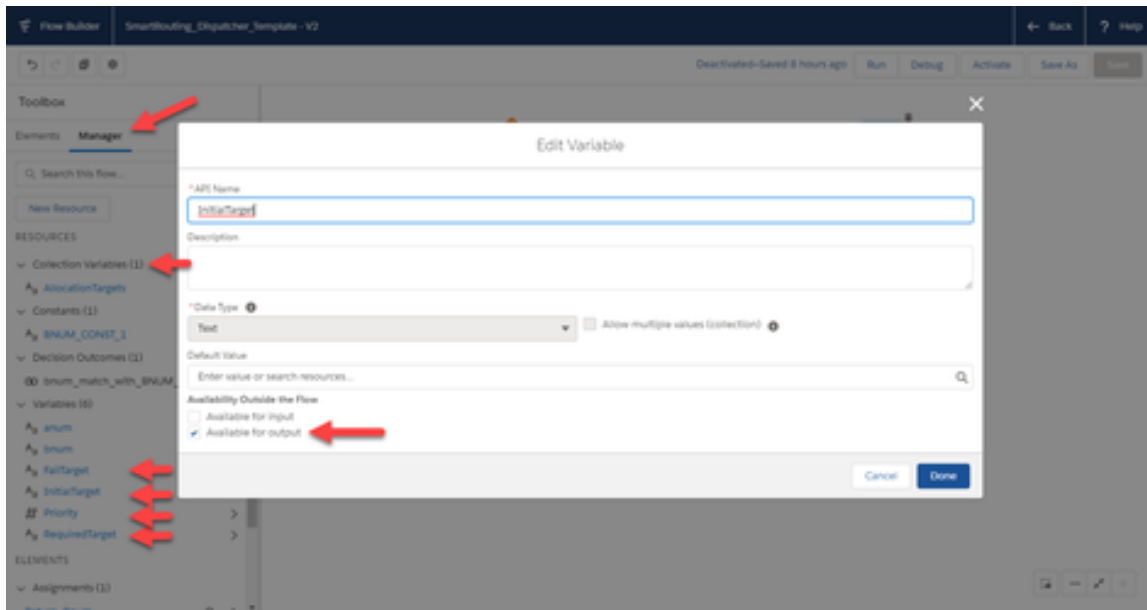 Flow Builder
SmartRouting_Dispatcher_Template - V2
Back
? Help
Deactivated–Saved 8 hours ago
Run
Debug
Activate
Save As
Save
Toolbox
Elements
Manager
Search this flow...
New Resource
RESOURCES
Collection Variables (1)
AllocationTargets
Constants (1)
BNUM_CONST_1
Decision Outcomes (1)
bnum_match_with_BNUM_
Variables (6)
anum
bnum
FailTarget
InitialTarget
Priority
RequiredTarget
ELEMENTS
Assignments (1)
Edit Variable
*API Name
InitialTarget
Description
*Data Type
Text
Allow multiple values (collection)
Default Value
Enter value or search resources...
Availability Outside the Flow
Available for input
Available for output
Cancel
Done